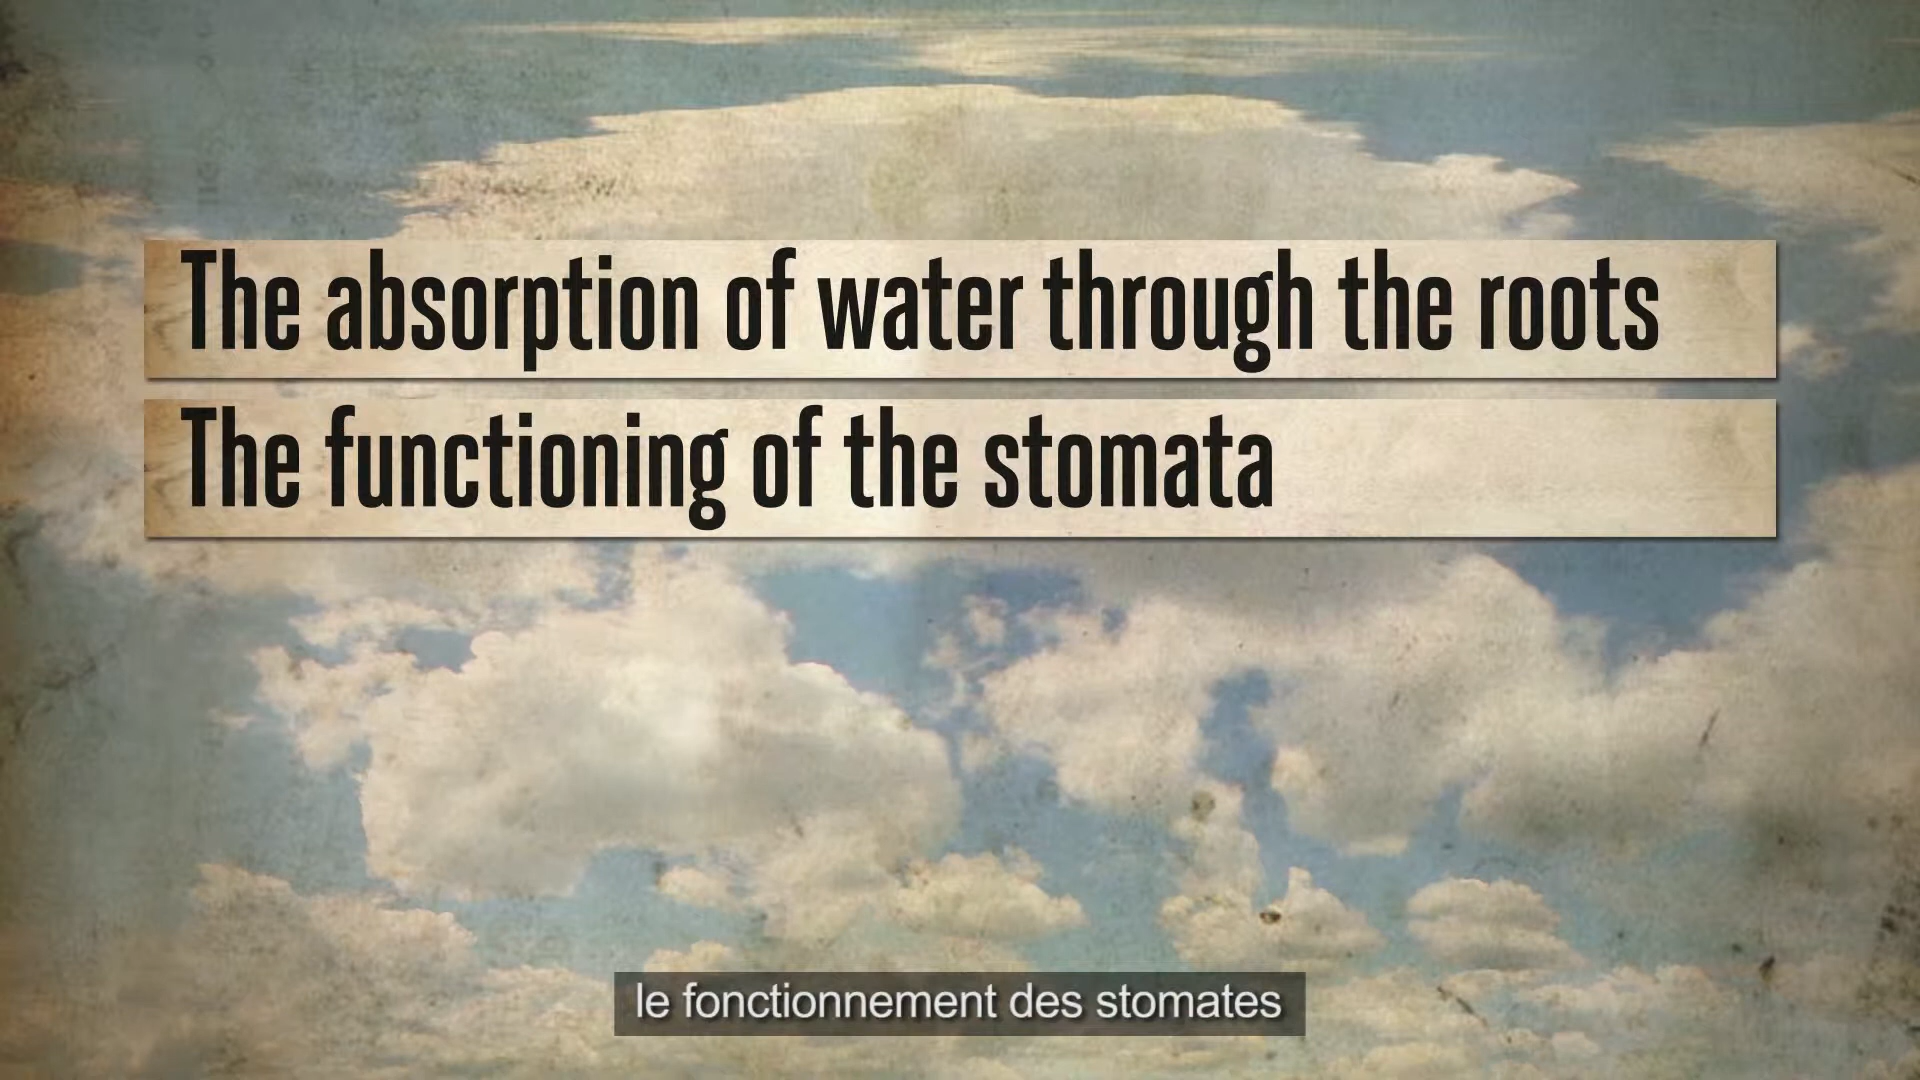 The absorption of water through the roots
The functioning of the stomata
le fonctionnement des stomates